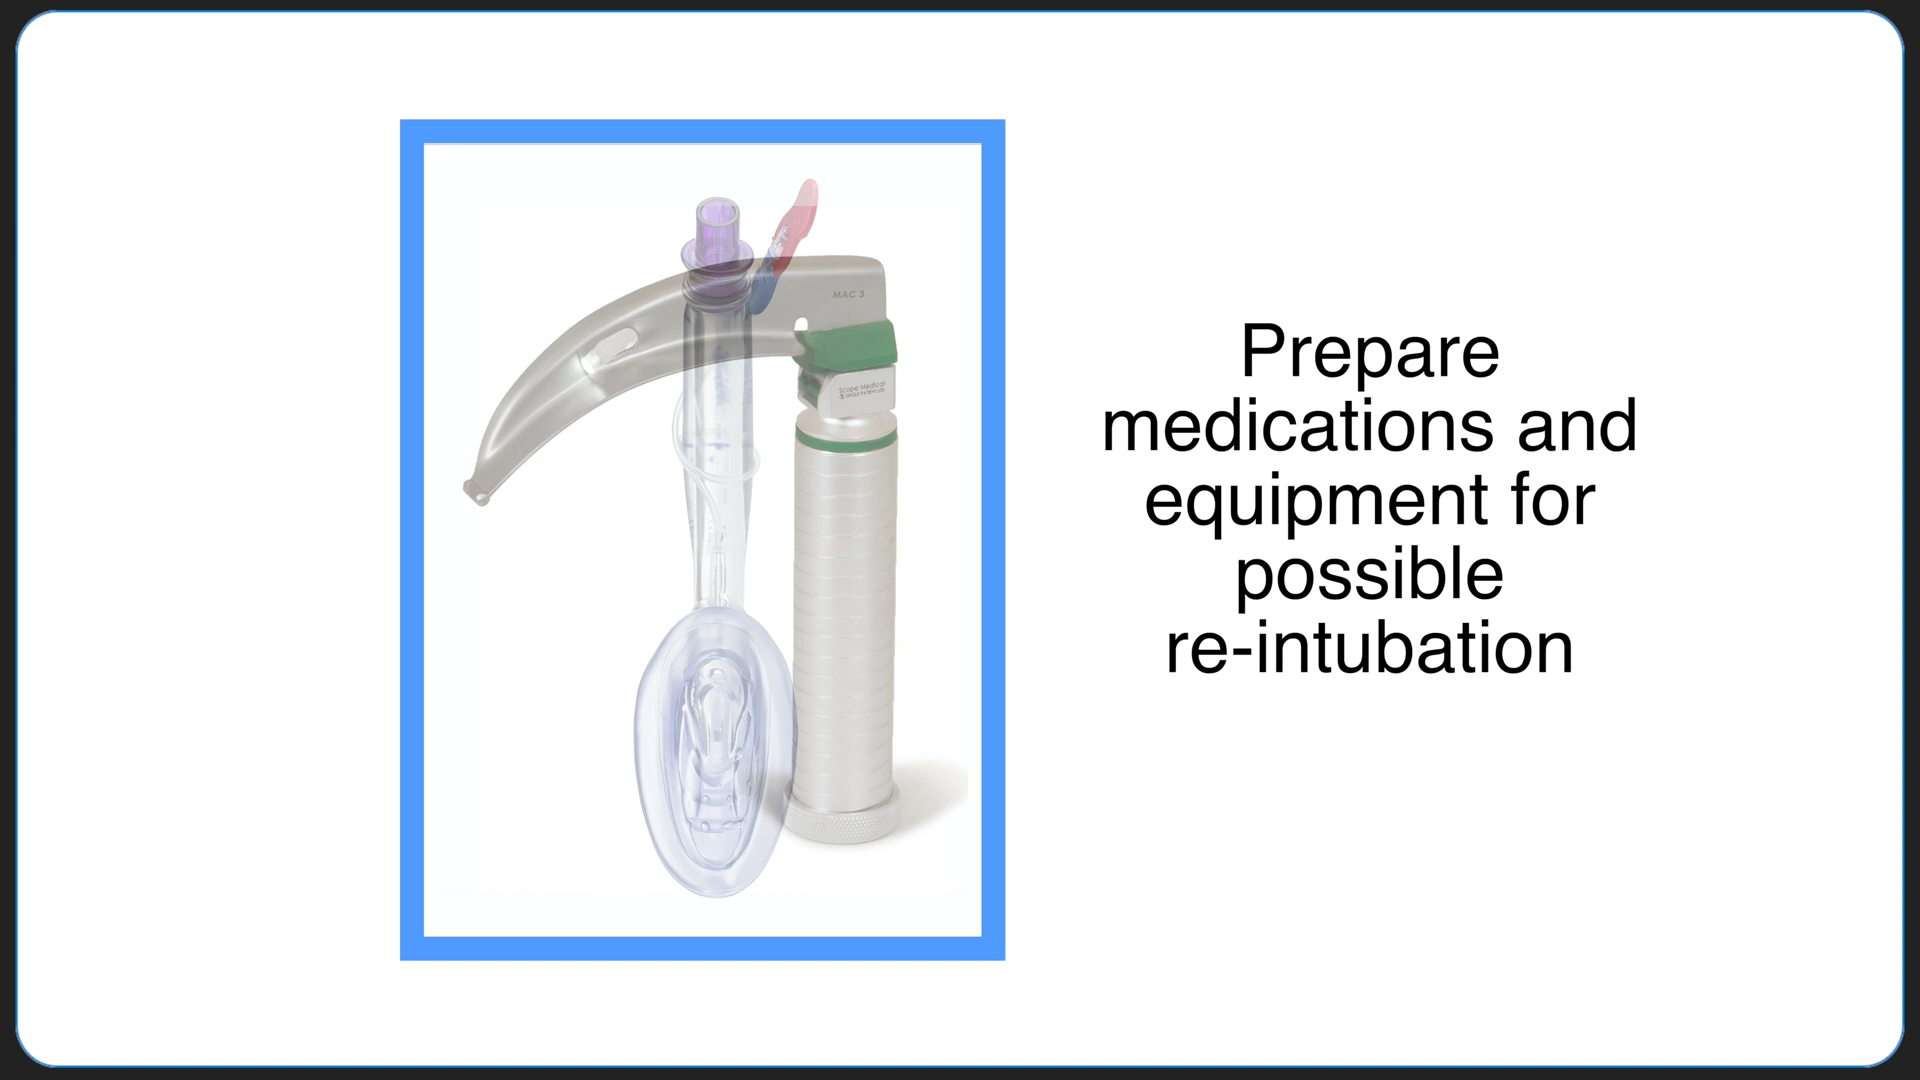 MAC 3
Scope Medical
Prepare
medications and
equipment for
possible
re-intubation